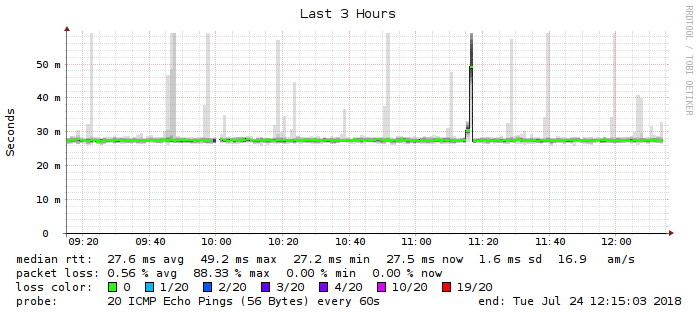 Last 3 Hours
RRDTOOL / TOBI OETIKER
Seconds
50 m
40 m
30 m
20 m
10 m
0
09:20 09:40 10:00 10:20 10:40 11:00 11:20 11:40 12:00
median rtt: 27.6 ms avg 49.2 ms max 27.2 ms min 27.5 ms now 1.6 ms sd 16.9 am/s
packet loss: 0.56 % avg 88.33 % max 0.00 % min 0.00 % now
loss color: 0 1/20 2/20 3/20 4/20 10/20 19/20
probe: 20 ICMP Echo Pings (56 Bytes) every 60s end: Tue Jul 24 12:15:03 2018